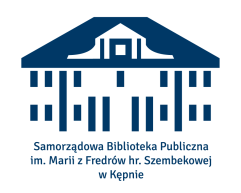 Samorządowa Biblioteka Publiczna
im. Marii z Fredrów hr. Szembekowej
w Kępnie